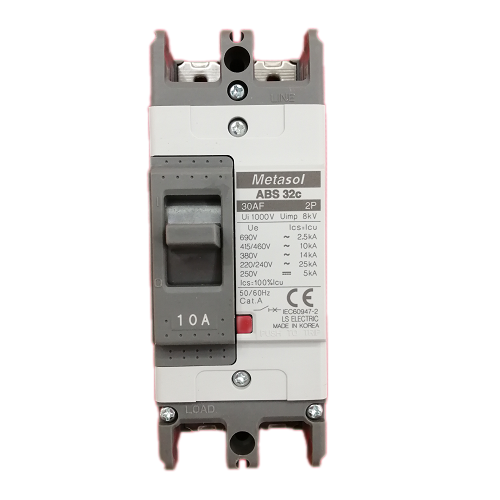 LINE
Metasol
ABS 32c
30AF 2P
Ui 1000V Uimp 8kV
Ue Ics=Icu
690V ~ 2.5kA
415/460V ~ 10kA
380V ~ 14kA
220/240V ~ 25kA
250V ⎓ 5kA
Ics=100%Icu
50/60Hz
Cat.A
CE
IEC60947-2
LS ELECTRIC
MADE IN KOREA
O
10A
LOAD